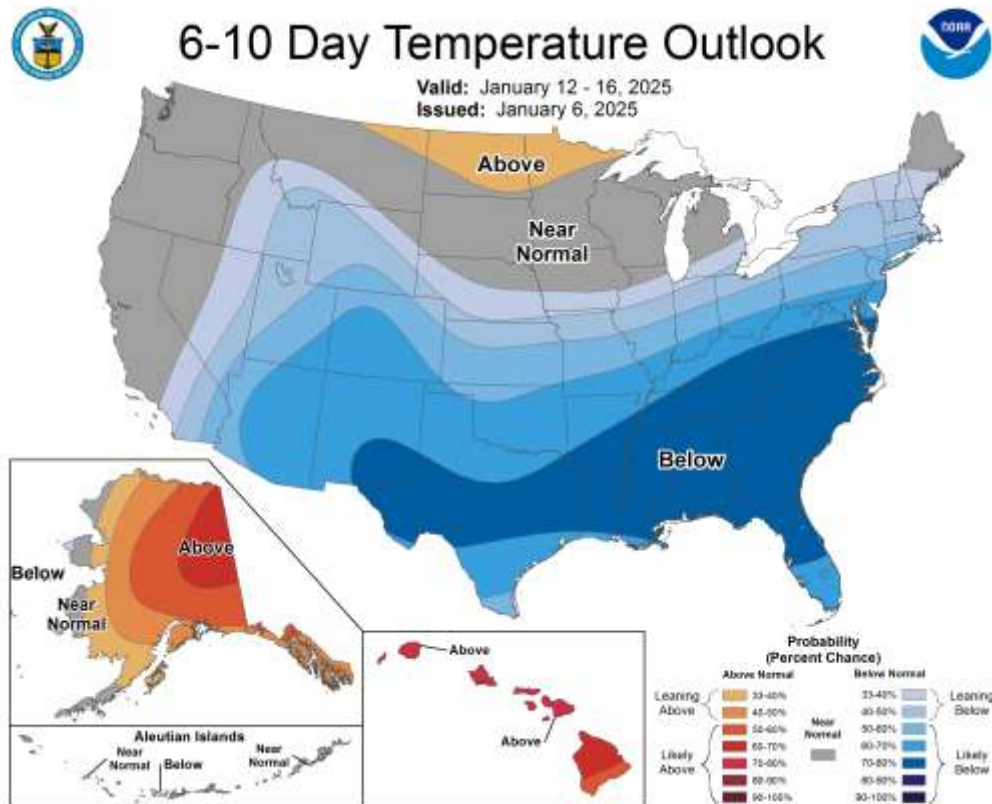 6-10 Day Temperature Outlook
Valid: January 12 - 16, 2025
Issued: January 6, 2025
NOAA
Above
Near
Normal
Below
Above
Below
Near
Normal
Aleutian Islands
Near
Normal
Below
Near
Normal
Above
Above
Probability
(Percent Chance)
Above Normal
Below Normal
Leaning
Above
33-40%
40-50%
Likely
Above
50-60%
60-70%
70-80%
80-90%
90-100%
Near
Normal
33-40%
40-50%
Leaning
Below
50-60%
60-70%
70-80%
80-90%
90-100%
Likely
Below